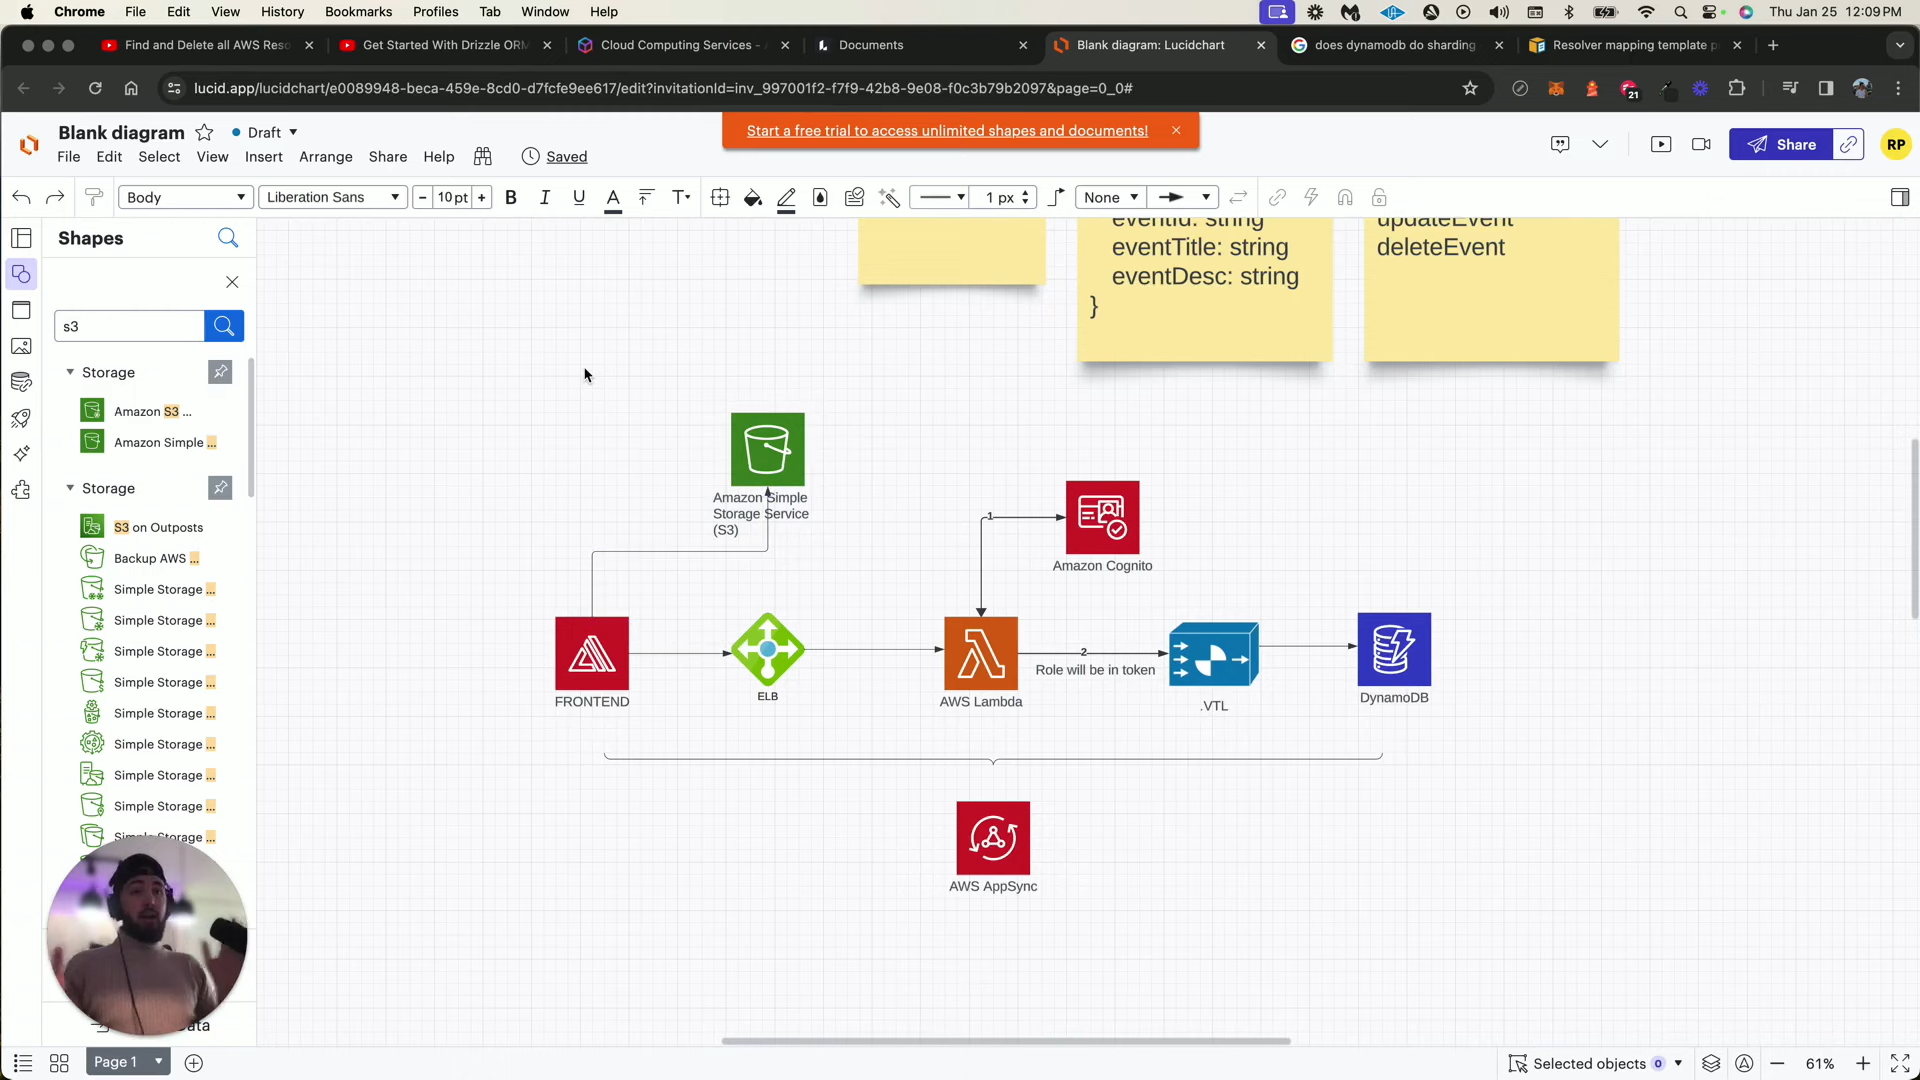 Chrome File Edit View History Bookmarks Profiles Tab Window Help Thu Jan 25 12:09 PM
Find and Delete all AWS Reso
Get Started With Drizzle ORM
Cloud Computing Services - A
Documents
Blank diagram: Lucidchart
does dynamodb do sharding
Resolver mapping template p
lucid.app/lucidchart/e0089948-beca-459e-8cd0-d7fcfe9ee617/edit?invitationId=inv_997001f2-f7f9-42b8-9e08-f0c3b79b2097&page=0_0#
21
Blank diagram
Draft
Start a free trial to access unlimited shapes and documents!
File Edit Select View Insert Arrange Share Help
Saved
Share
RP
Body
Liberation Sans
10pt
1 px
None
Shapes
s3
Storage
Amazon S3 ...
Amazon Simple ...
Storage
S3 on Outposts
Backup AWS ...
Simple Storage ...
Simple Storage ...
Simple Storage ...
Simple Storage ...
Simple Storage ...
Simple Storage ...
Simple Storage ...
Simple Storage ...
Simple Storage ...
eventId: string
eventTitle: string
eventDesc: string
}
updateEvent
deleteEvent
Amazon Simple
Storage Service
(S3)
1
Amazon Cognito
FRONTEND
ELB
AWS Lambda
2
Role will be in token
.VTL
DynamoDB
AWS AppSync
Page 1
Selected objects 0
61%